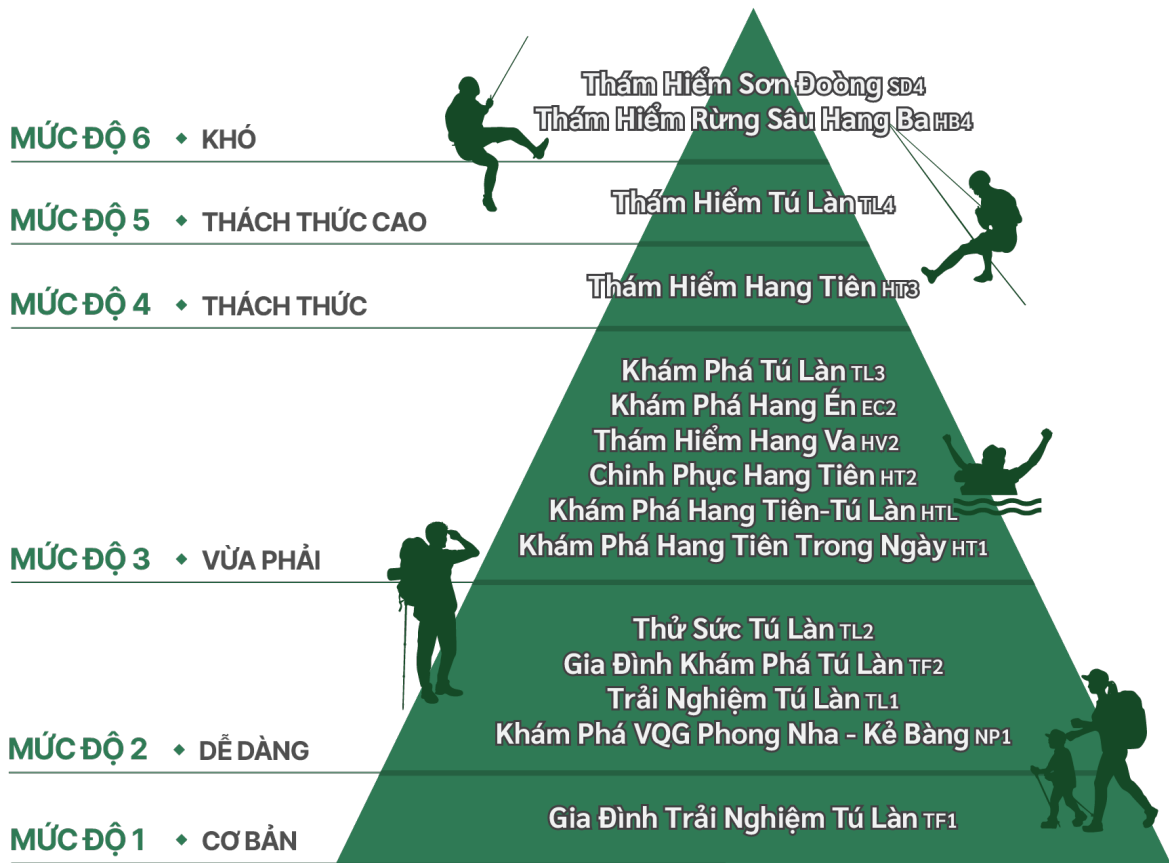 Thám Hiểm Sơn Đoòng SD4
Thám Hiểm Rừng Sâu Hang Ba HB4
MỨC ĐỘ 6 ◆ KHÓ
Thám Hiểm Tú Làn TL4
MỨC ĐỘ 5 ◆ THÁCH THỨC CAO
Thám Hiểm Hang Tiên HT3
MỨC ĐỘ 4 ◆ THÁCH THỨC
Khám Phá Tú Làn TL3
Khám Phá Hang Én EC2
Thám Hiểm Hang Va HV2
Chinh Phục Hang Tiên HT2
Khám Phá Hang Tiên-Tú Làn HTL
Khám Phá Hang Tiên Trong Ngày HT1
MỨC ĐỘ 3 ◆ VỪA PHẢI
Thử Sức Tú Làn TL2
Gia Đình Khám Phá Tú Làn TF2
Trải Nghiệm Tú Làn TL1
Khám Phá VQG Phong Nha - Kẻ Bàng NP1
MỨC ĐỘ 2 ◆ DỄ DÀNG
Gia Đình Trải Nghiệm Tú Làn TF1
MỨC ĐỘ 1 ◆ CƠ BẢN